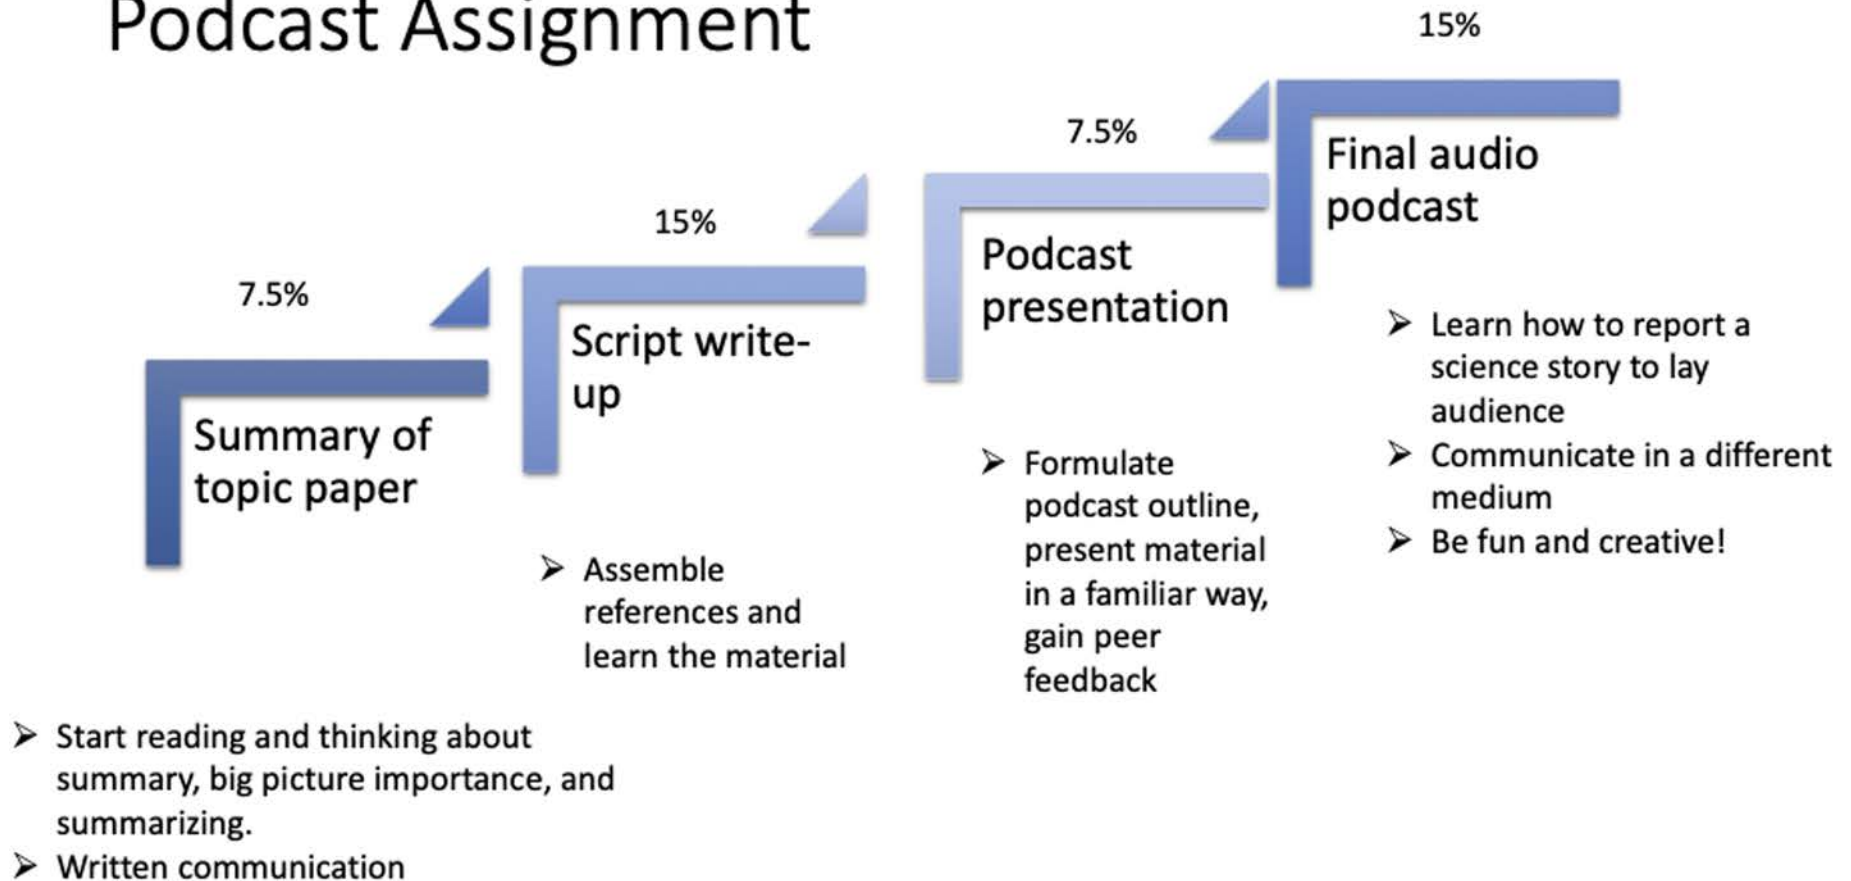 Podcast Assignment
7.5%
Summary of
topic paper
➢ Start reading and thinking about
summary, big picture importance, and
summarizing.
➢ Written communication
15%
Script write-
up
➢ Assemble
references and
learn the material
7.5%
Podcast
presentation
➢ Formulate
podcast outline,
present material
in a familiar way,
gain peer
feedback
15%
Final audio
podcast
➢ Learn how to report a
science story to lay
audience
➢ Communicate in a different
medium
➢ Be fun and creative!